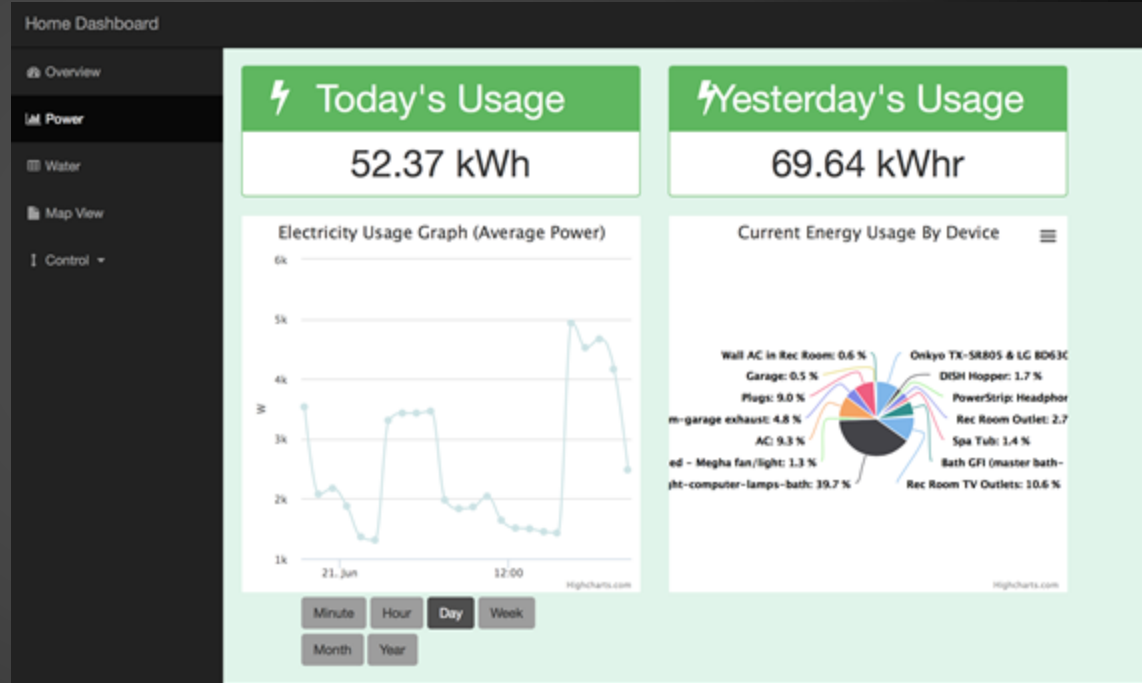 Home Dashboard
Overview
Power
Water
Map View
Control
Today's Usage
52.37 kWh
Yesterday's Usage
69.64 kWhr
Electricity Usage Graph (Average Power)
6k
5k
4k
3k
2k
1k
W
21. Jun
12:00
Highcharts.com
Minute
Hour
Day
Week
Month
Year
Current Energy Usage By Device
Wall AC in Rec Room: 0.6 %
Garage: 0.5 %
Plugs: 9.0 %
m-garage exhaust: 4.8 %
AC: 9.3 %
ed - Megha fan/light: 1.3 %
ht-computer-lamps-bath: 39.7 %
Onkyo TX-SR805 & LG BD630
DISH Hopper: 1.7 %
PowerStrip: Headphor
Rec Room Outlet: 2.7
Spa Tub: 1.4 %
Bath GFI (master bath-
Rec Room TV Outlets: 10.6 %
Highcharts.com